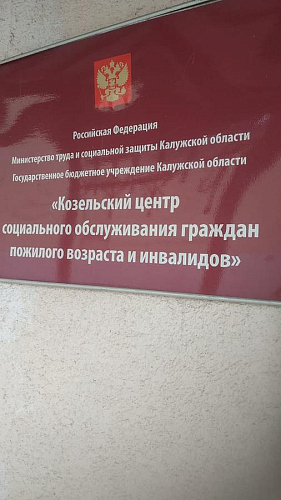 Российская Федерация
Министерство труда и социальной защиты Калужской области
Государственное бюджетное учреждение Калужской области
«Козельский центр
социального обслуживания граждан
пожилого возраста и инвалидов»